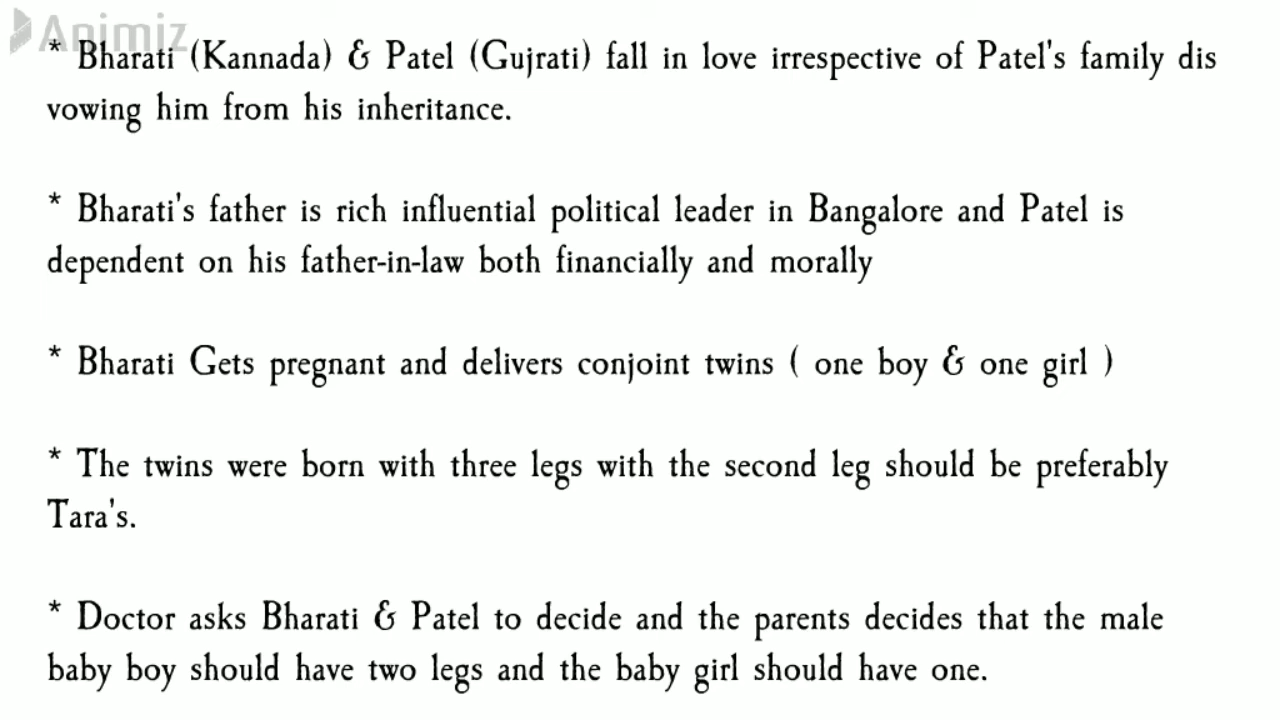 Animiz
* Bharati (Kannada) & Patel (Gujrati) fall in love irrespective of Patel's family dis
vowing him from his inheritance.
* Bharati's father is rich influential political leader in Bangalore and Patel is
dependent on his father-in-law both financially and morally
* Bharati Gets pregnant and delivers conjoint twins ( one boy & one girl )
* The twins were born with three legs with the second leg should be preferably
Tara's.
* Doctor asks Bharati & Patel to decide and the parents decides that the male
baby boy should have two legs and the baby girl should have one.